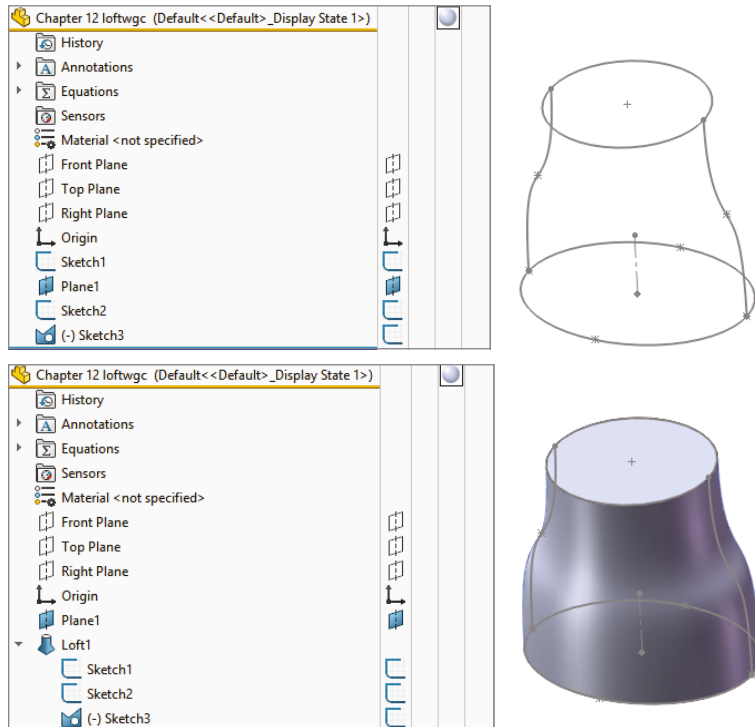 Chapter 12 loftwgc (Default<<Default>_Display State 1>)
History
Annotations
Equations
Sensors
Material <not specified>
Front Plane
Top Plane
Right Plane
Origin
Sketch1
Plane1
Sketch2
(-) Sketch3
Chapter 12 loftwgc (Default<<Default>_Display State 1>)
History
Annotations
Equations
Sensors
Material <not specified>
Front Plane
Top Plane
Right Plane
Origin
Plane1
Loft1
Sketch1
Sketch2
(-) Sketch3